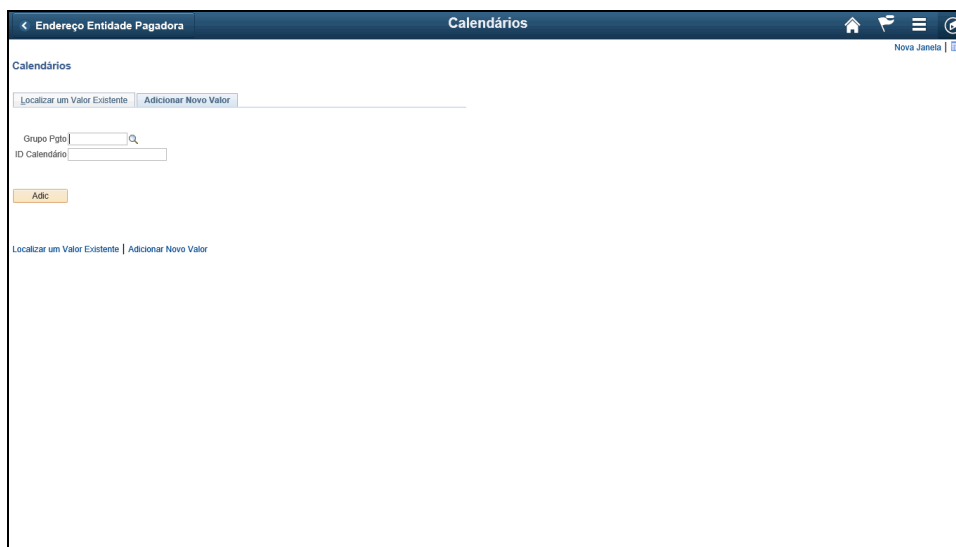 Endereço Entidade Pagadora Calendários
Nova Janela
Calendários
Localizar um Valor Existente Adicionar Novo Valor
Grupo Pgto
ID Calendário
Adic
Localizar um Valor Existente | Adicionar Novo Valor